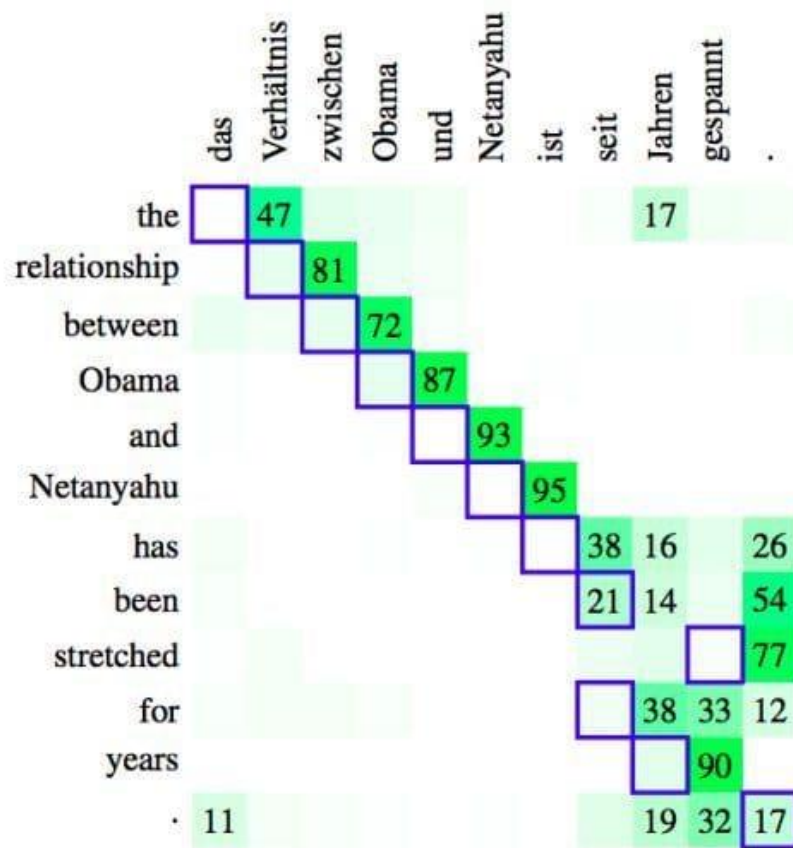 das Verhältnis zwischen Obama und Netanyahu ist seit Jahren gespannt .
the 47 17
relationship 81
between 72
Obama 87
and 93
Netanyahu 95
has 38 16 26
been 21 14 54
stretched 77
for 38 33 12
years 90
. 11 19 32 17